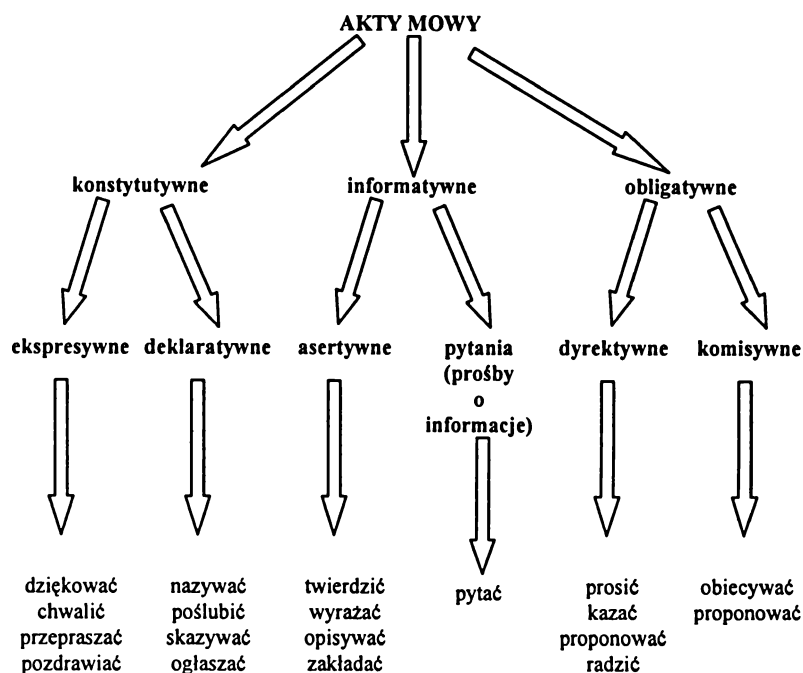 AKTY MOWY
konstytutywne informatywne obligatywne
ekspresywne deklaratywne asertywne pytania dyrektywne komisywne
(prośby
o
informacje)
dziękować nazywać twierdzić pytać prosić obiecywać
chwalić poślubić wyrażać kazać proponować
przepraszać skazywać opisywać proponować
pozdrawiać ogłaszać zakładać radzić